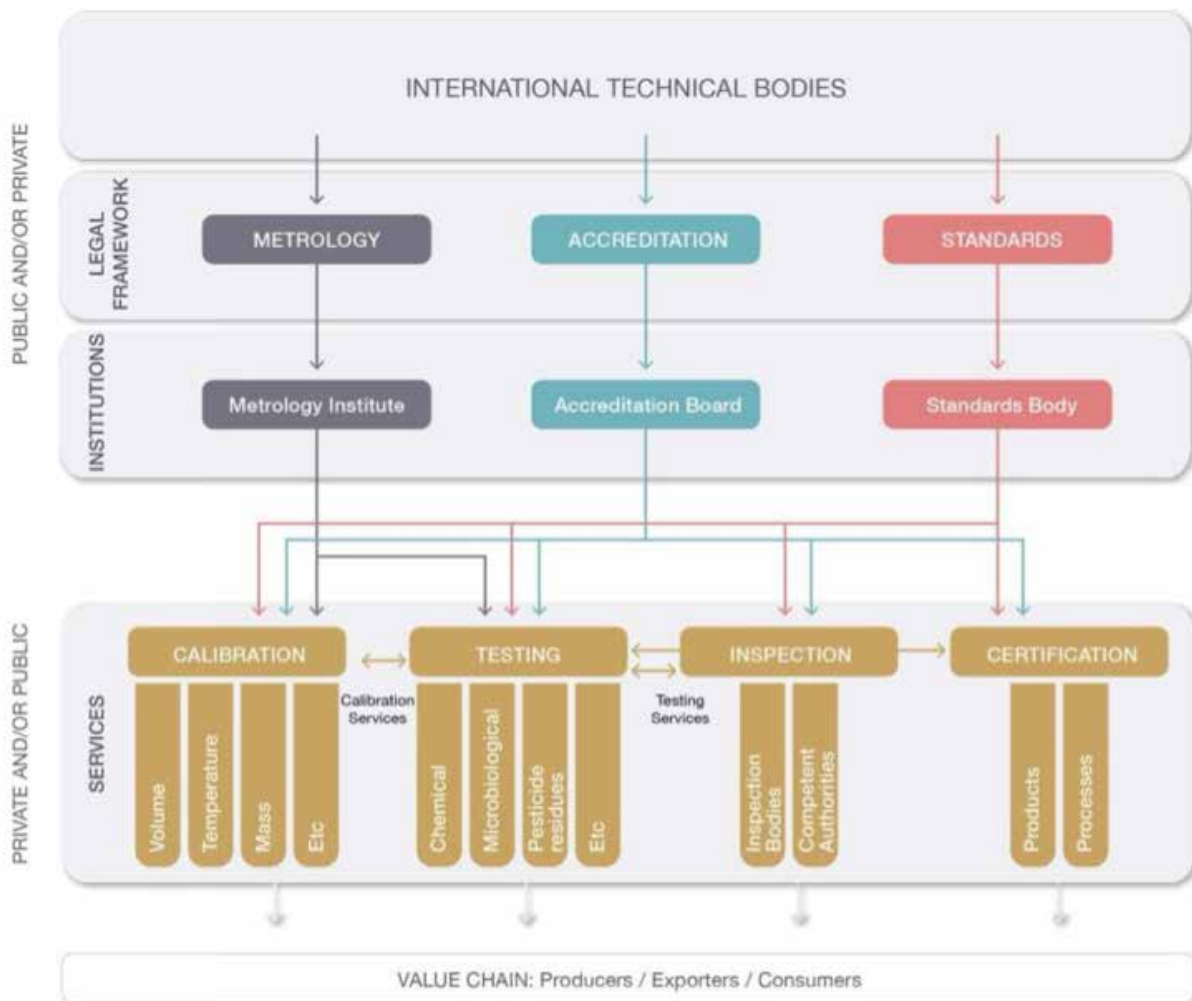 INTERNATIONAL TECHNICAL BODIES
PUBLIC AND/OR PRIVATE
LEGAL
FRAMEWORK
METROLOGY
ACCREDITATION
STANDARDS
INSTITUTIONS
Metrology Institute
Accreditation Board
Standards Body
PRIVATE AND/OR PUBLIC
SERVICES
CALIBRATION
TESTING
INSPECTION
CERTIFICATION
Calibration
Services
Testing
Services
Volume
Temperature
Mass
Etc
Chemical
Microbiological
Pesticide
residues
Etc
Inspection
Bodies
Competent
Authorities
Products
Processes
VALUE CHAIN: Producers / Exporters / Consumers